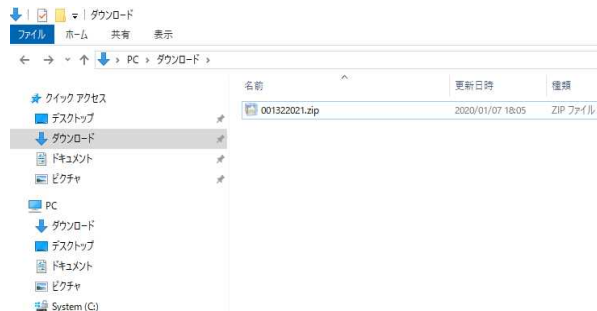 ダウンロード
ファイル ホーム 共有 表示
PC › ダウンロード ›
名前 更新日時 種類
クイック アクセス
デスクトップ
ダウンロード
ドキュメント
ピクチャ
PC
ダウンロード
デスクトップ
ドキュメント
ピクチャ
System (C:)
001322021.zip 2020/01/07 18:05 ZIP ファイル